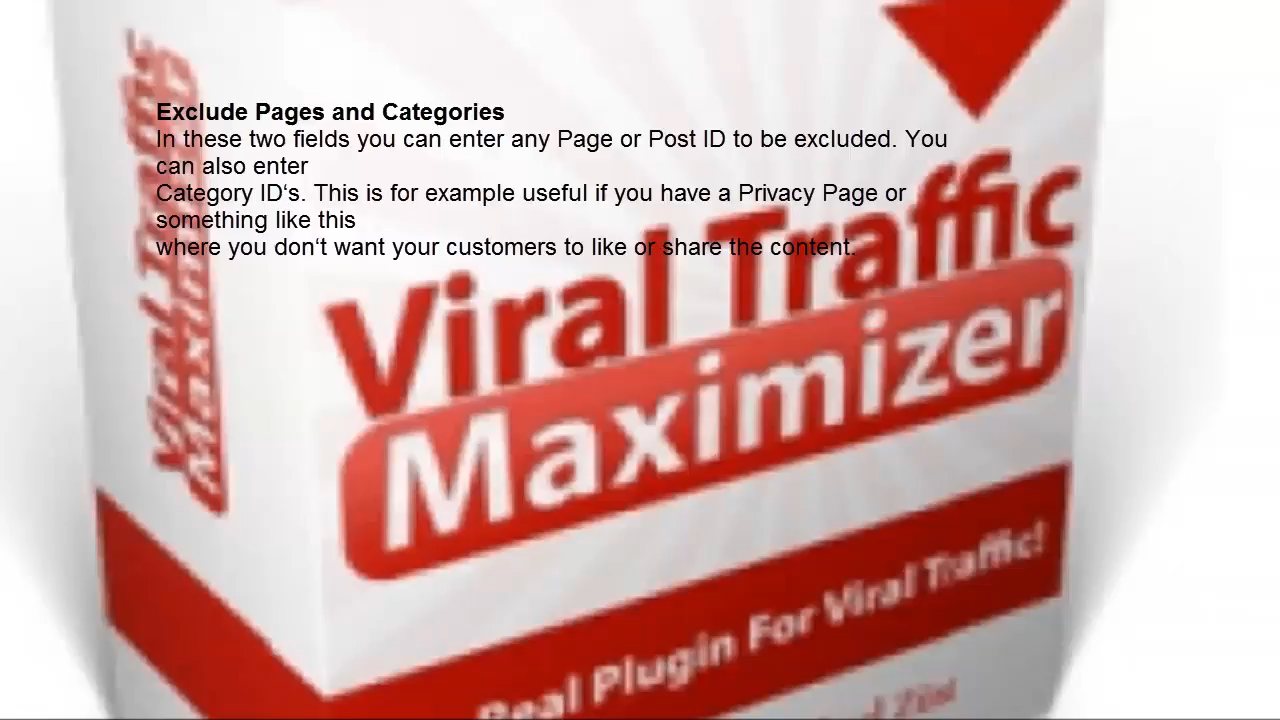 Exclude Pages and Categories
In these two fields you can enter any Page or Post ID to be excluded. You
can also enter
Category ID‘s. This is for example useful if you have a Privacy Page or
something like this
where you don‘t want your customers to like or share the content.
Viral Traffic
Maximizer
Viral Traffic
Maximizer
Real Plugin For Viral Traffic!